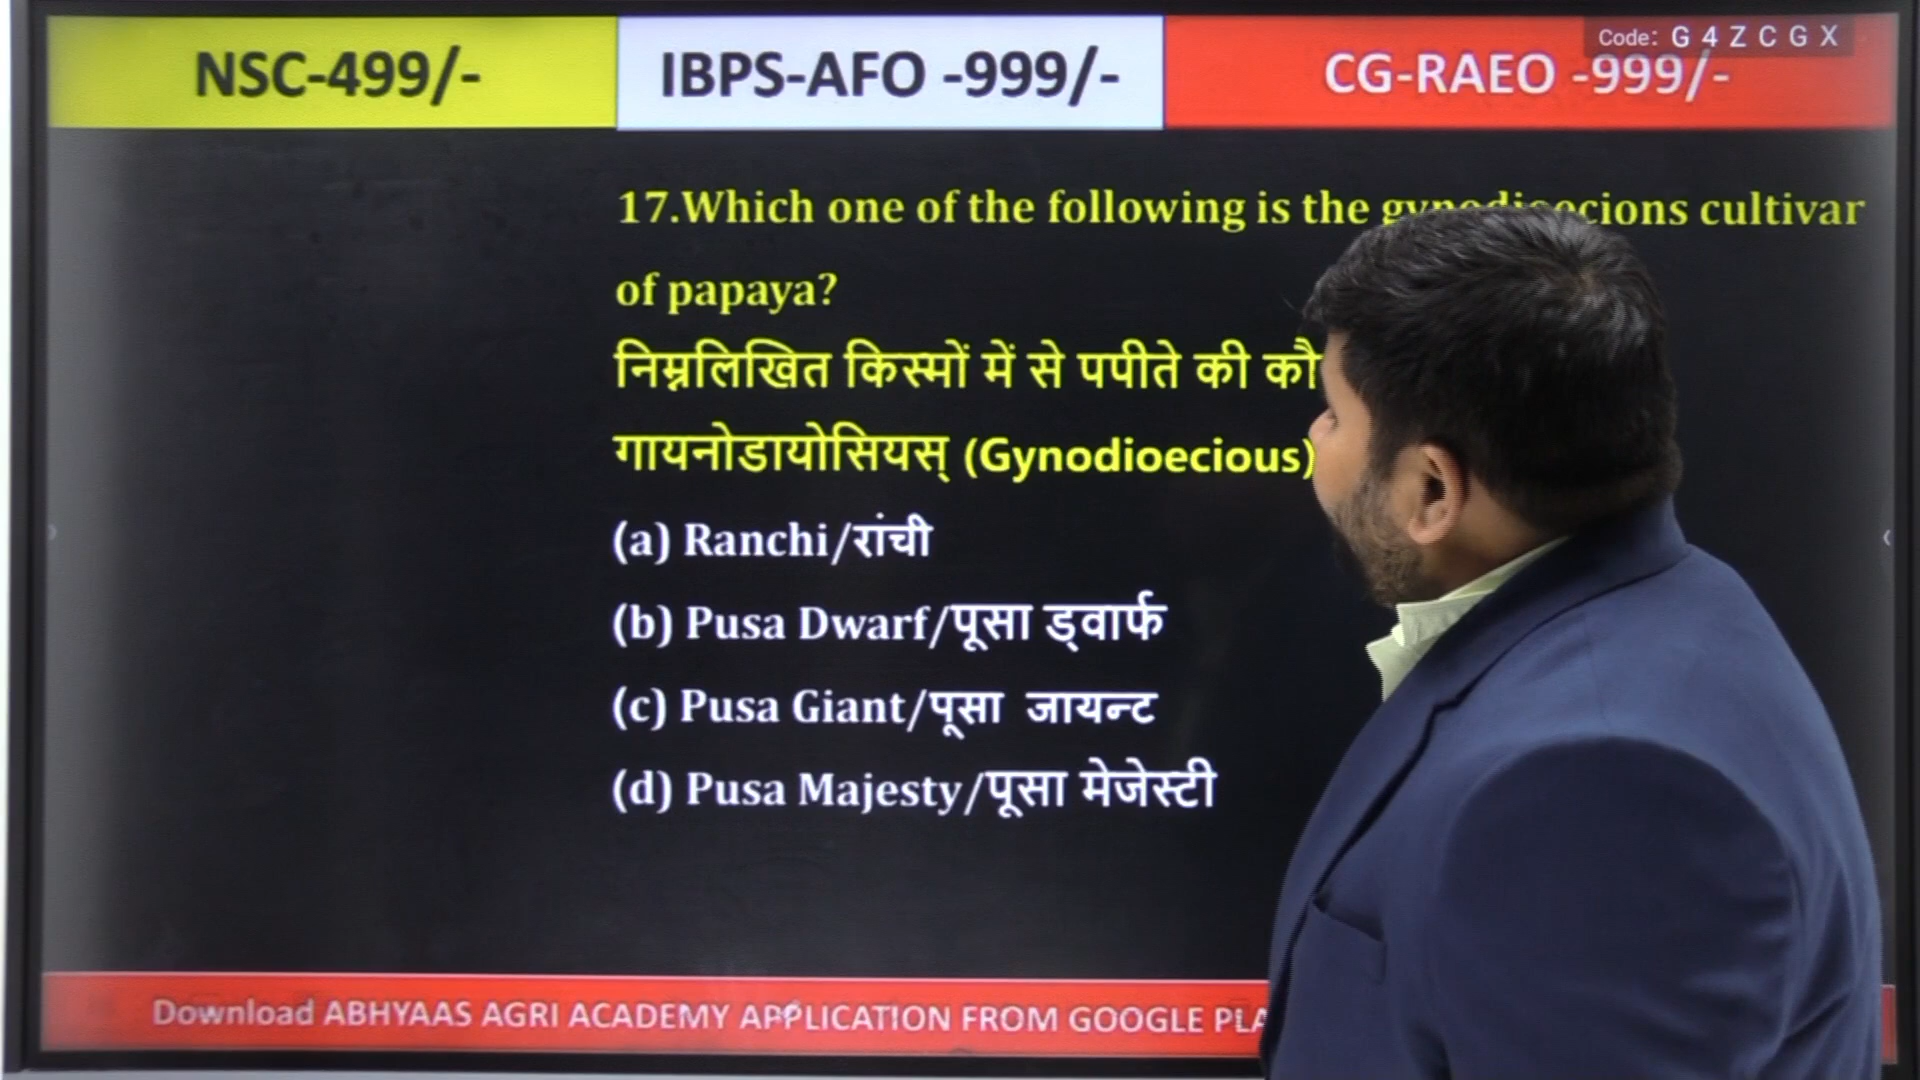 NSC-499/-
IBPS-AFO -999/-
CG-RAEO -999/-
Code: G 4 Z C G X
17.Which one of the following is the cultivar
of papaya?
निम्नलिखित किस्मों में से पपीते की
गायनोडायोसियस् (Gynodioecious)
(a) Ranchi/रांची
(b) Pusa Dwarf/पूसा ड्वार्फ
(c) Pusa Giant/पूसा जायन्ट
(d) Pusa Majesty/पूसा मेजेस्टी
Download ABHYAAS AGRI ACADEMY APPLICATION FROM GOOGLE